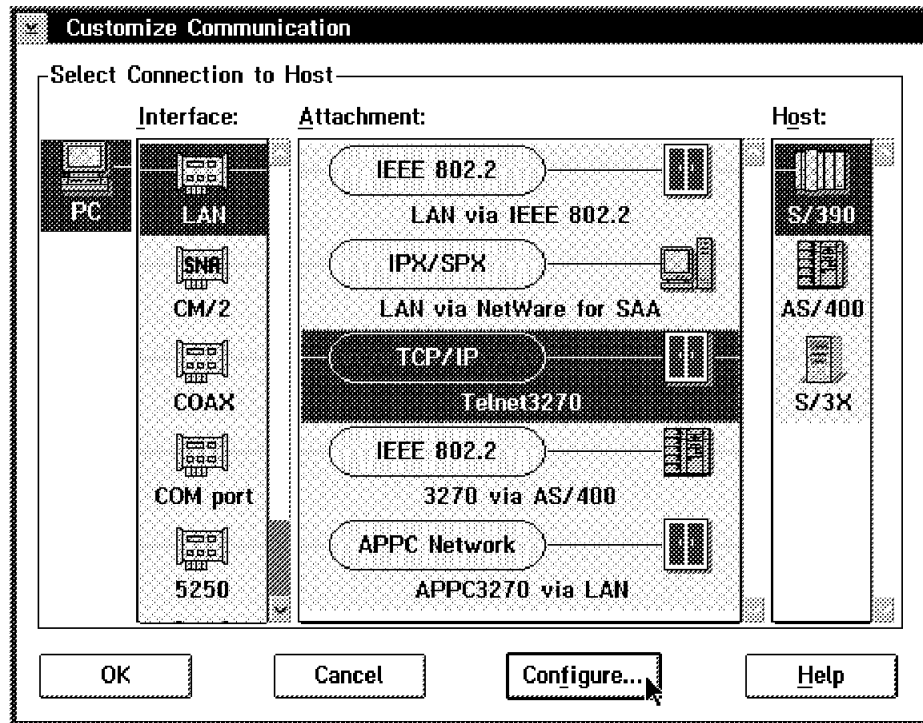 Customize Communication
Select Connection to Host
Interface:
Attachment:
Host:
PC
LAN
SNA
CM/2
COAX
COM port
5250
IEEE 802.2
LAN via IEEE 802.2
IPX/SPX
LAN via NetWare for SAA
TCP/IP
Telnet3270
IEEE 802.2
3270 via AS/400
APPC Network
APPC3270 via LAN
S/390
AS/400
S/3X
OK
Cancel
Configure...
Help